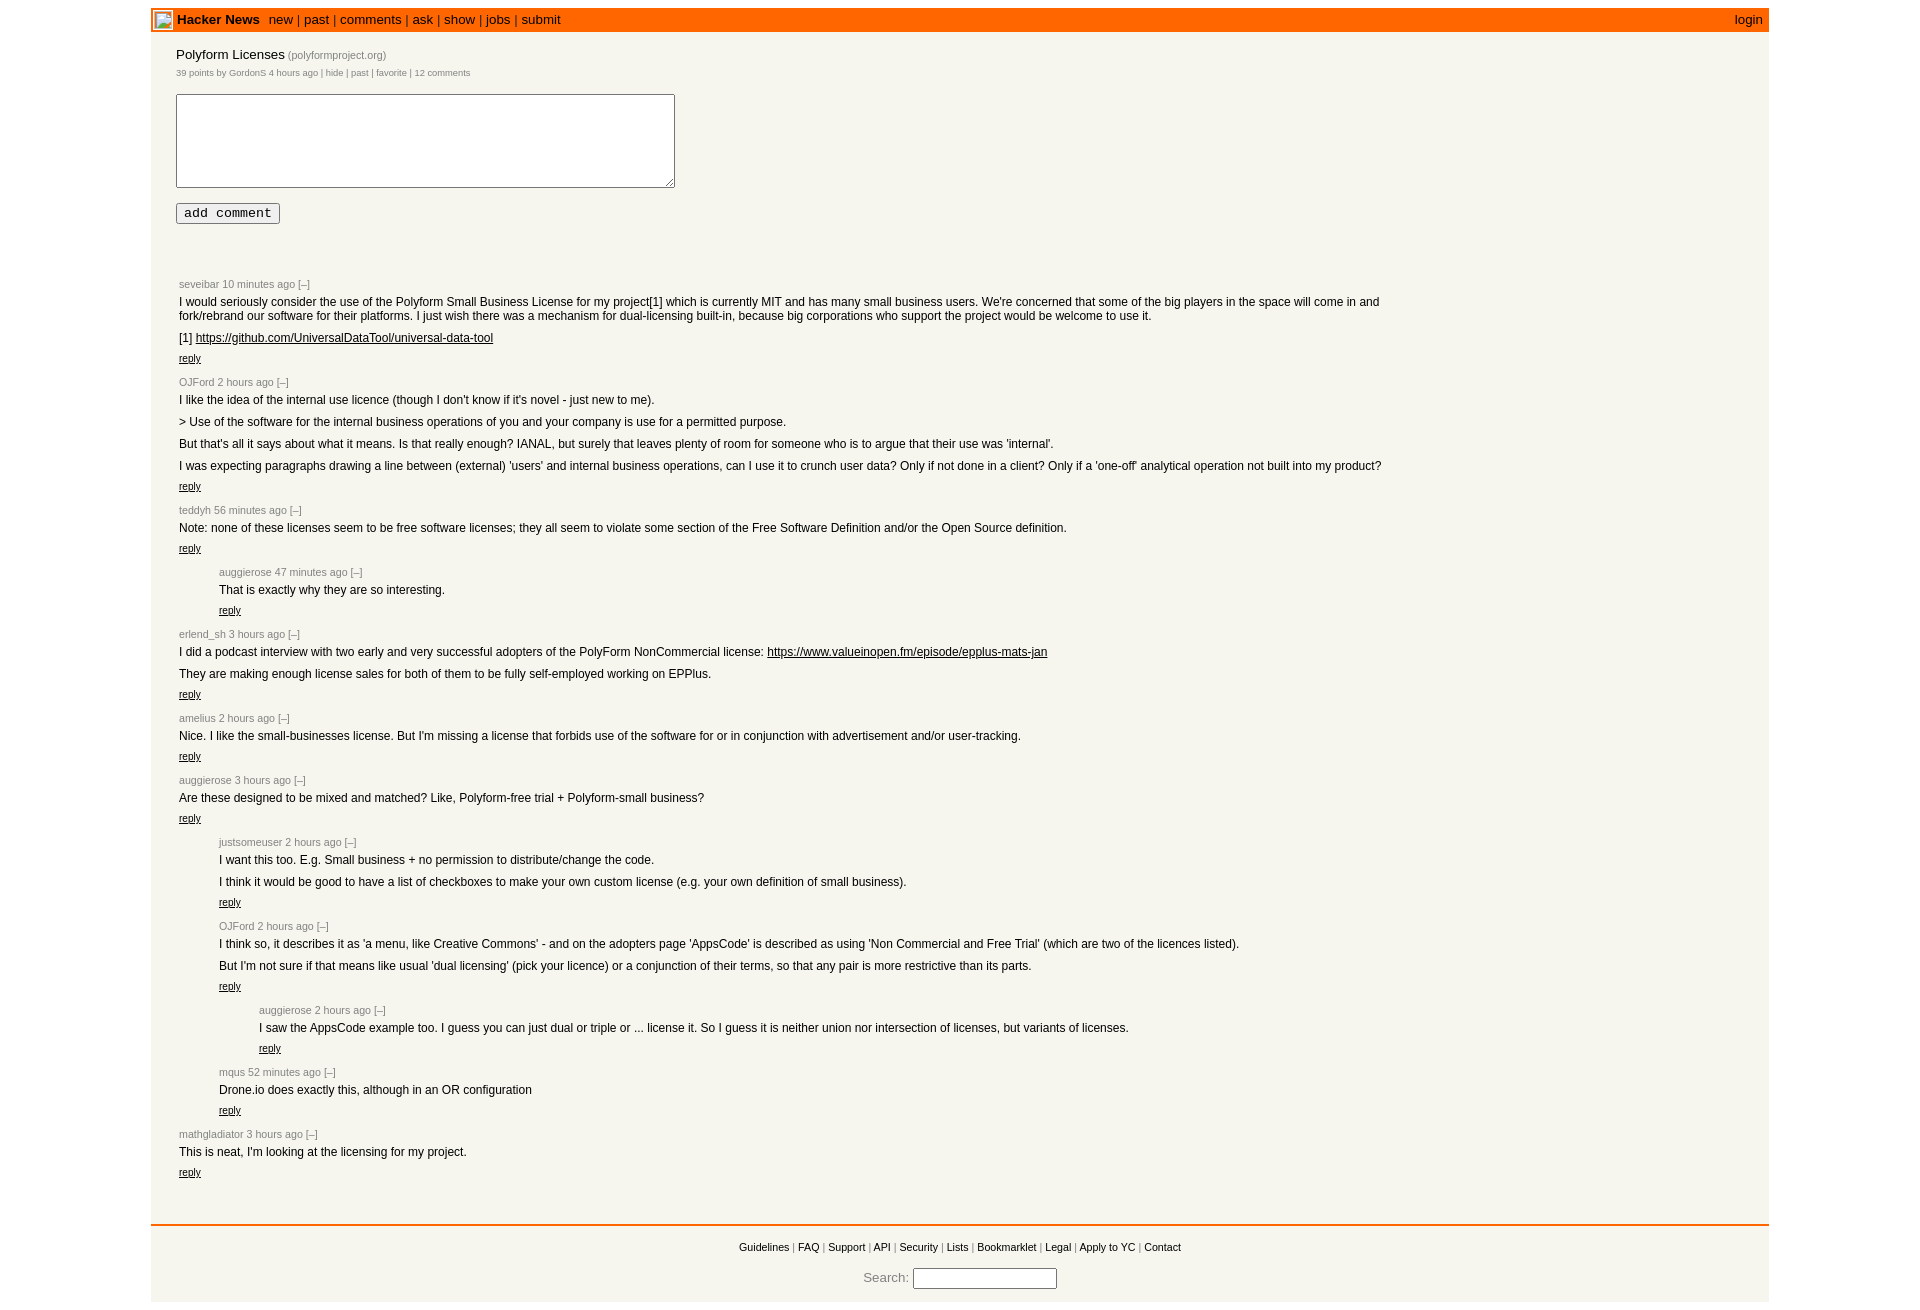 Hacker News new | past | comments | ask | show | jobs | submit login
Polyform Licenses (polyformproject.org)
39 points by GordonS 4 hours ago | hide | past | favorite | 12 comments
add comment
seveibar 10 minutes ago [–]
I would seriously consider the use of the Polyform Small Business License for my project[1] which is currently MIT and has many small business users. We're concerned that some of the big players in the space will come in and
fork/rebrand our software for their platforms. I just wish there was a mechanism for dual-licensing built-in, because big corporations who support the project would be welcome to use it.
[1] https://github.com/UniversalDataTool/universal-data-tool
reply
OJFord 2 hours ago [–]
I like the idea of the internal use licence (though I don't know if it's novel - just new to me).
> Use of the software for the internal business operations of you and your company is use for a permitted purpose.
But that's all it says about what it means. Is that really enough? IANAL, but surely that leaves plenty of room for someone who is to argue that their use was 'internal'.
I was expecting paragraphs drawing a line between (external) 'users' and internal business operations, can I use it to crunch user data? Only if not done in a client? Only if a 'one-off' analytical operation not built into my product?
reply
teddyh 56 minutes ago [–]
Note: none of these licenses seem to be free software licenses; they all seem to violate some section of the Free Software Definition and/or the Open Source definition.
reply
auggierose 47 minutes ago [–]
That is exactly why they are so interesting.
reply
erlend_sh 3 hours ago [–]
I did a podcast interview with two early and very successful adopters of the PolyForm NonCommercial license: https://www.valueinopen.fm/episode/epplus-mats-jan
They are making enough license sales for both of them to be fully self-employed working on EPPlus.
reply
amelius 2 hours ago [–]
Nice. I like the small-businesses license. But I'm missing a license that forbids use of the software for or in conjunction with advertisement and/or user-tracking.
reply
auggierose 3 hours ago [–]
Are these designed to be mixed and matched? Like, Polyform-free trial + Polyform-small business?
reply
justsomeuser 2 hours ago [–]
I want this too. E.g. Small business + no permission to distribute/change the code.
I think it would be good to have a list of checkboxes to make your own custom license (e.g. your own definition of small business).
reply
OJFord 2 hours ago [–]
I think so, it describes it as 'a menu, like Creative Commons' - and on the adopters page 'AppsCode' is described as using 'Non Commercial and Free Trial' (which are two of the licences listed).
But I'm not sure if that means like usual 'dual licensing' (pick your licence) or a conjunction of their terms, so that any pair is more restrictive than its parts.
reply
auggierose 2 hours ago [–]
I saw the AppsCode example too. I guess you can just dual or triple or ... license it. So I guess it is neither union nor intersection of licenses, but variants of licenses.
reply
mqus 52 minutes ago [–]
Drone.io does exactly this, although in an OR configuration
reply
mathgladiator 3 hours ago [–]
This is neat, I'm looking at the licensing for my project.
reply
Guidelines | FAQ | Support | API | Security | Lists | Bookmarklet | Legal | Apply to YC | Contact
Search: